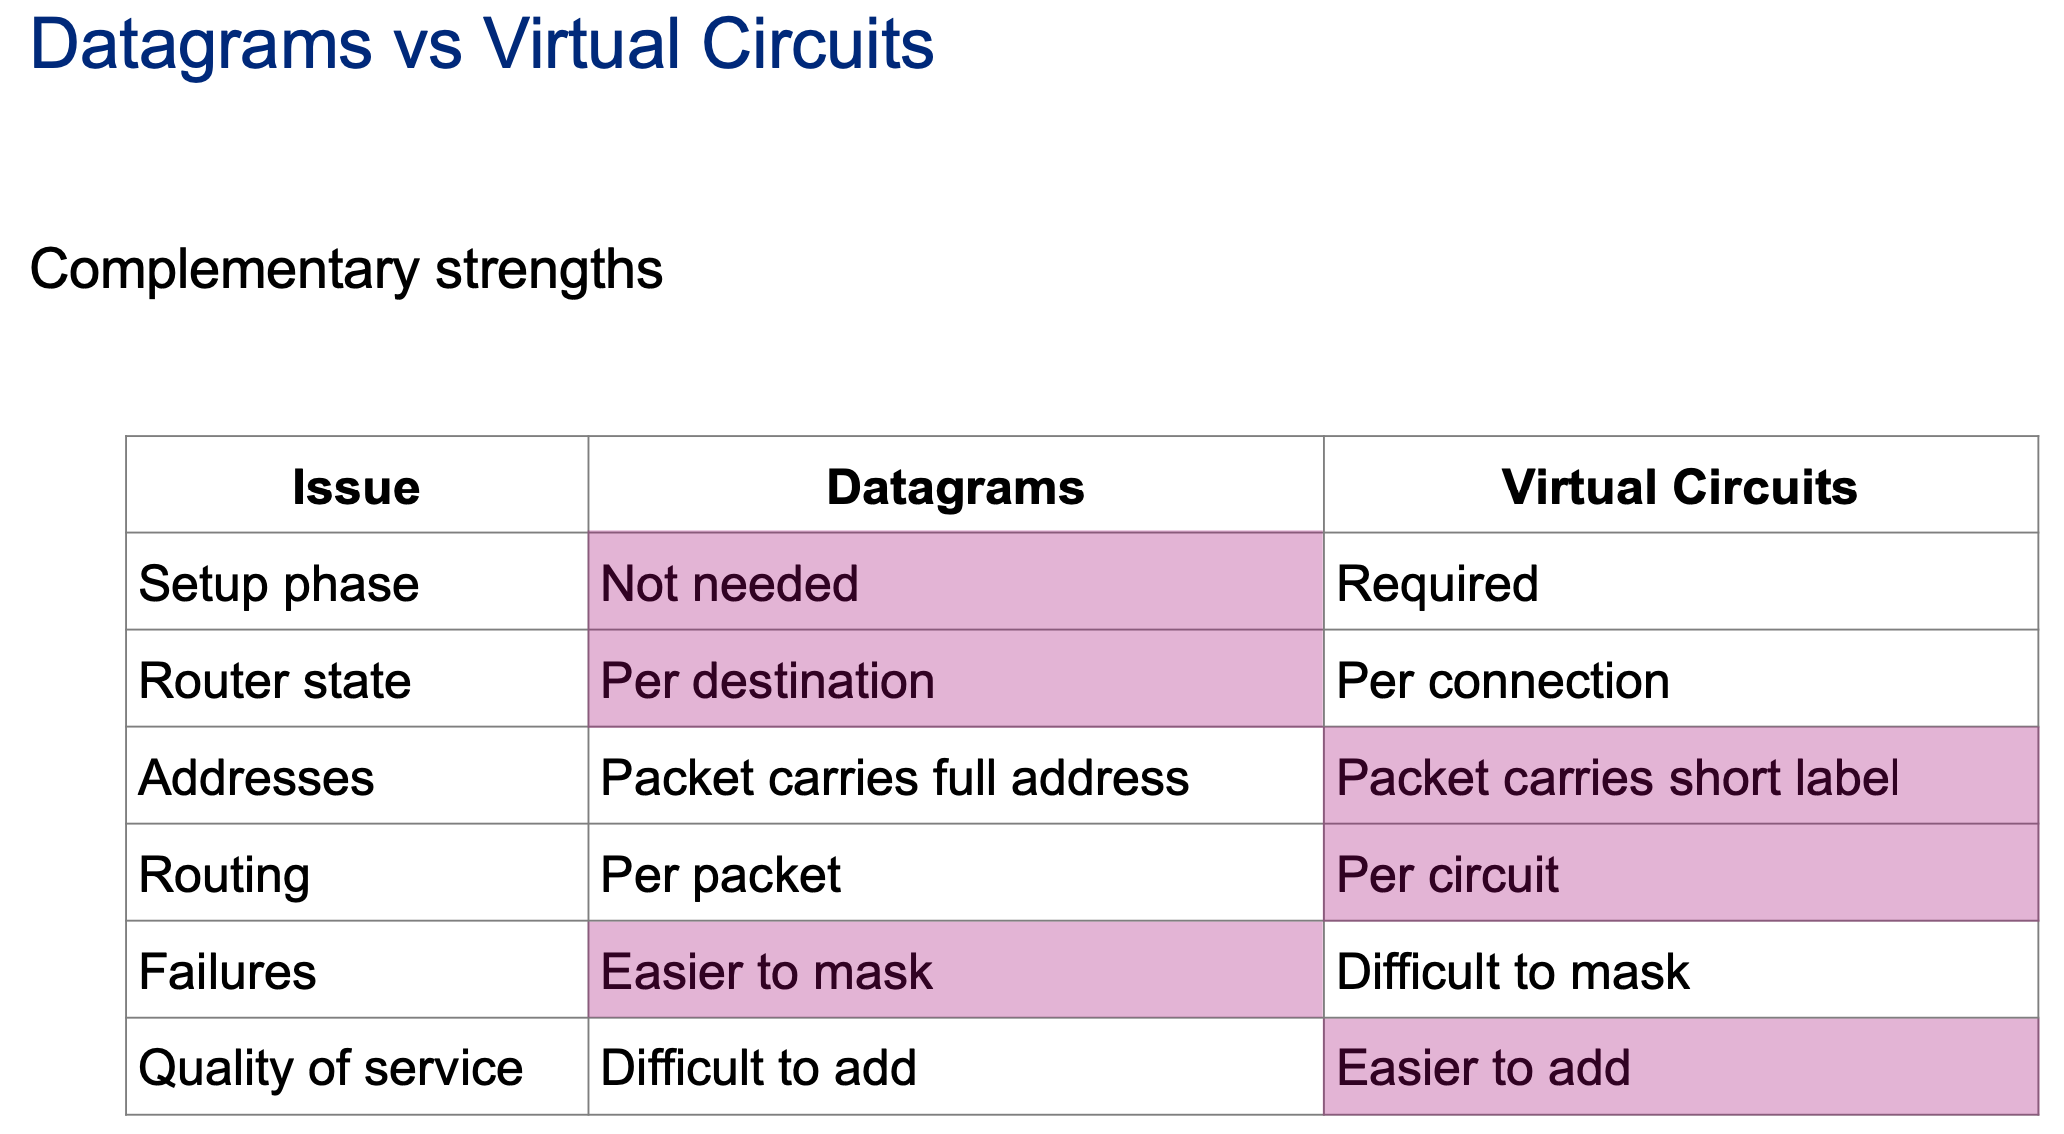 Datagrams vs Virtual Circuits
Complementary strengths
Issue Datagrams Virtual Circuits
Setup phase Not needed Required
Router state Per destination Per connection
Addresses Packet carries full address Packet carries short label
Routing Per packet Per circuit
Failures Easier to mask Difficult to mask
Quality of service Difficult to add Easier to add